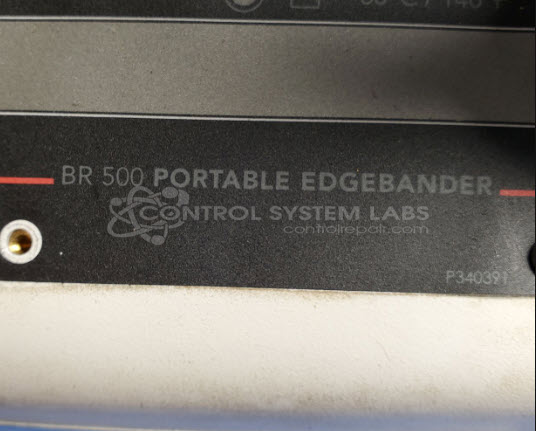 BR 500 PORTABLE EDGEBANDER
CONTROL SYSTEM LABS
controlrepair.com
P340391